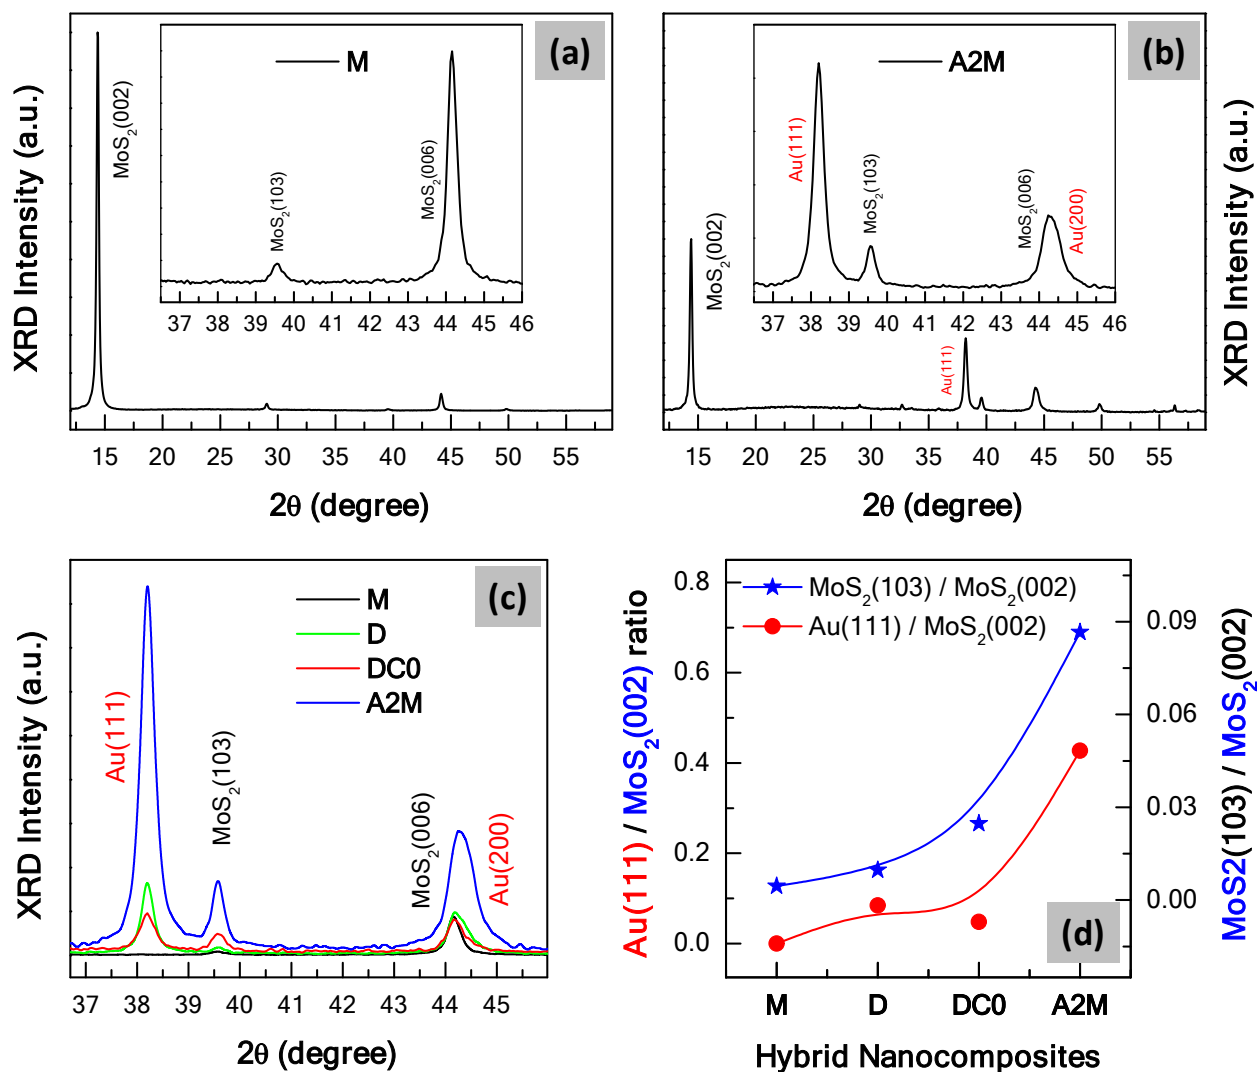 (a)
M
XRD Intensity (a.u.)
MoS₂(002)
MoS₂(103)
MoS₂(006)
37 38 39 40 41 42 43 44 45 46
15 20 25 30 35 40 45 50 55
2θ (degree)
(b)
A2M
XRD Intensity (a.u.)
MoS₂(002)
Au(111)
MoS₂(103)
MoS₂(006)
Au(200)
37 38 39 40 41 42 43 44 45 46
Au(111)
15 20 25 30 35 40 45 50 55
2θ (degree)
(c)
M
D
DC0
A2M
XRD Intensity (a.u.)
Au(111)
MoS₂(103)
MoS₂(006)
Au(200)
37 38 39 40 41 42 43 44 45
2θ (degree)
MoS₂(103) / MoS₂(002)
Au(111) / MoS₂(002)
Au(111) / MoS₂(002) ratio
0.8
0.6
0.4
0.2
0.0
MoS2(103) / MoS₂(002)
0.09
0.06
0.03
0.00
(d)
M D DC0 A2M
Hybrid Nanocomposites